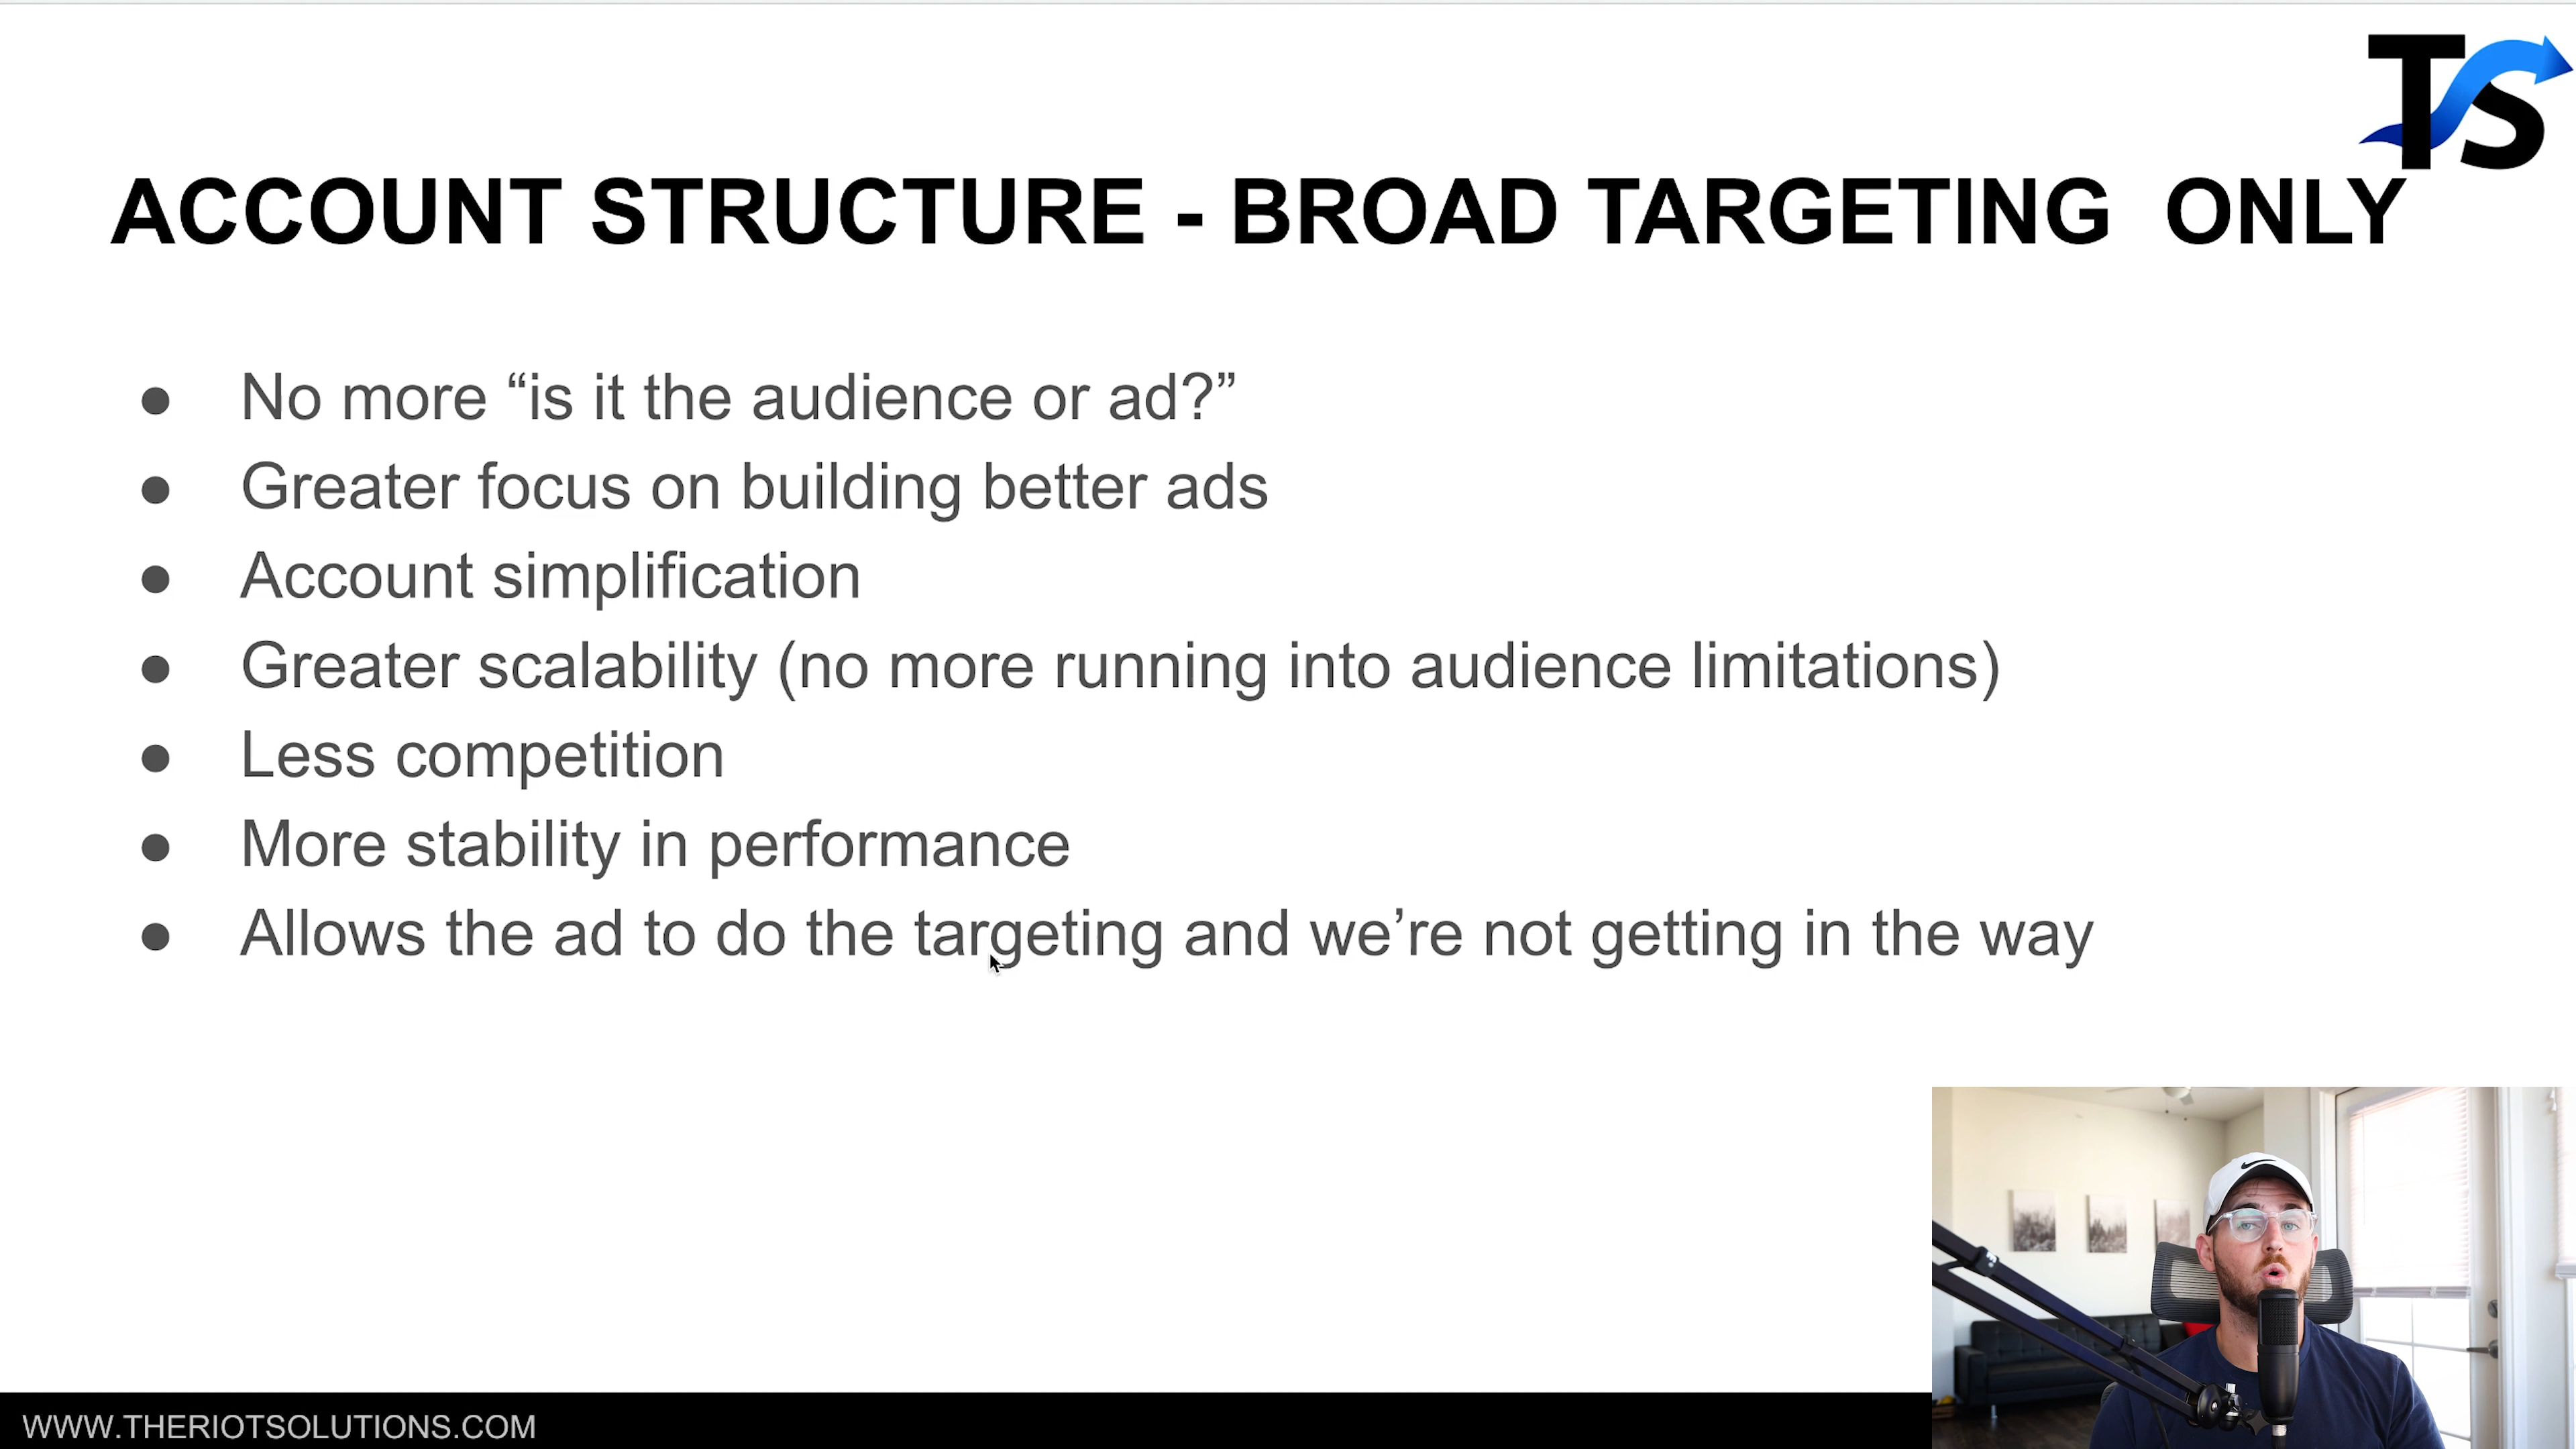 TS
ACCOUNT STRUCTURE - BROAD TARGETING ONLY
No more “is it the audience or ad?”
Greater focus on building better ads
Account simplification
Greater scalability (no more running into audience limitations)
Less competition
More stability in performance
Allows the ad to do the targeting and we’re not getting in the way
WWW.THERIOTSOLUTIONS.COM